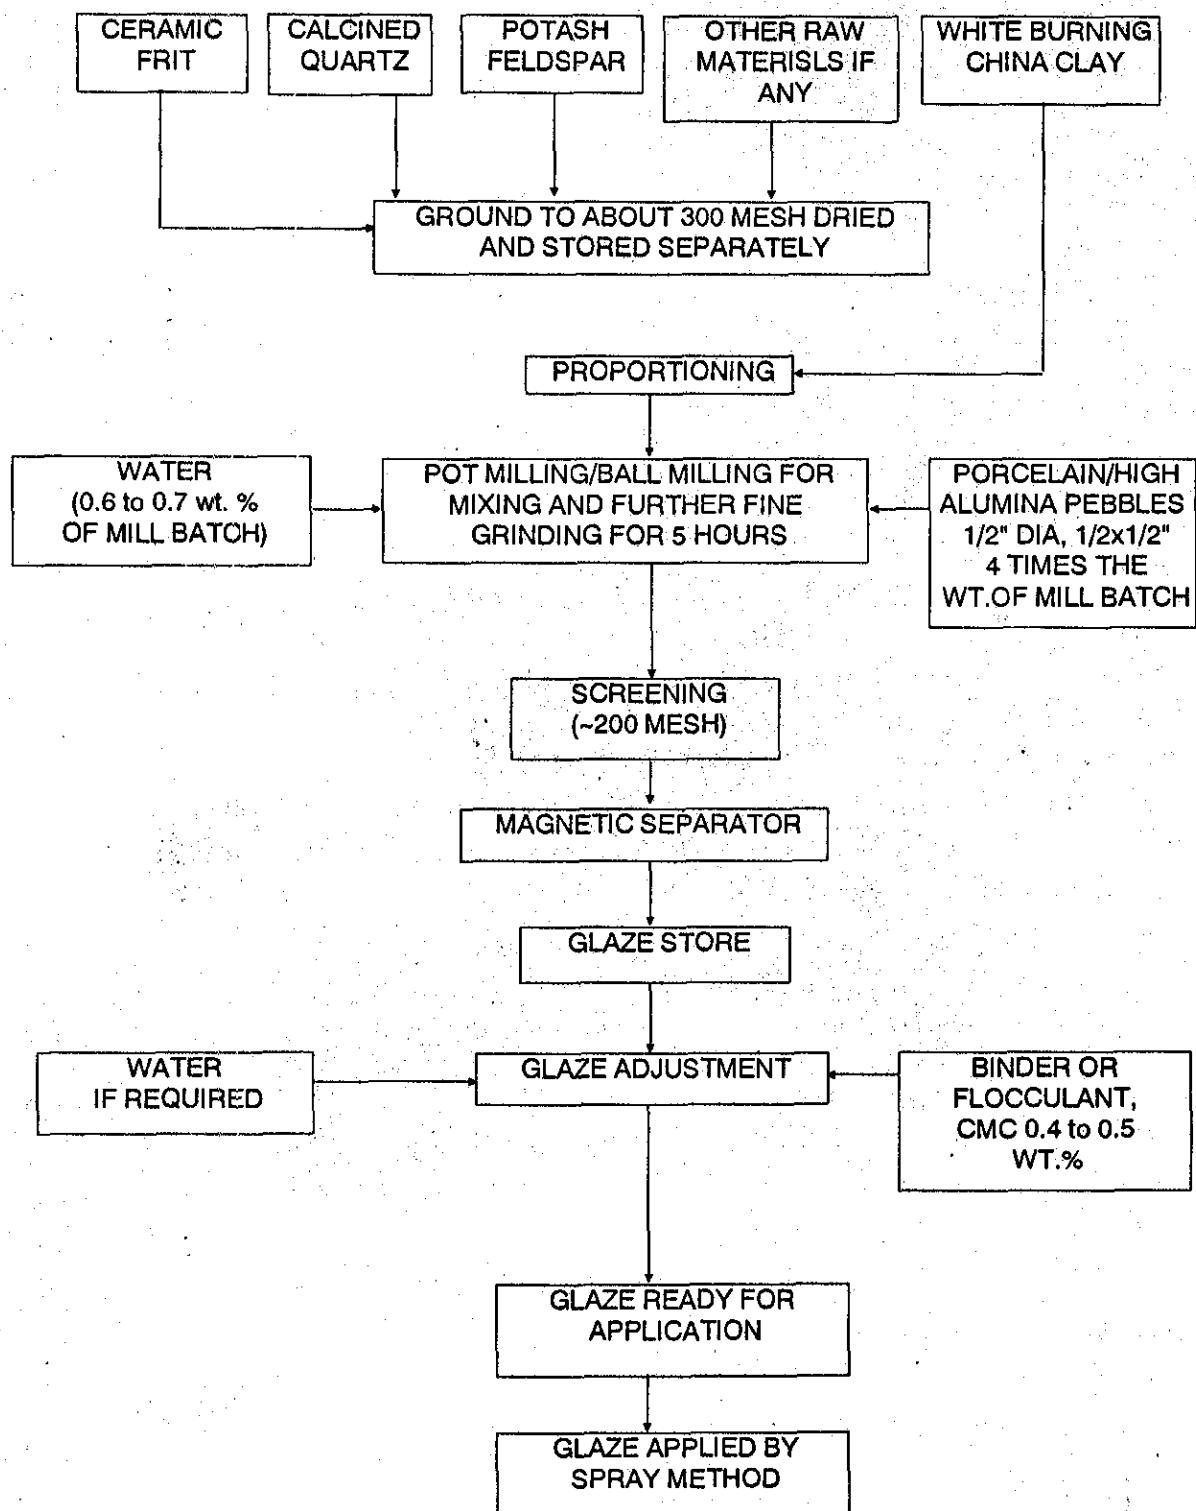 CERAMIC
FRIT
CALCINED
QUARTZ
POTASH
FELDSPAR
OTHER RAW
MATERISLS IF
ANY
WHITE BURNING
CHINA CLAY
GROUND TO ABOUT 300 MESH DRIED
AND STORED SEPARATELY
PROPORTIONING
WATER
(0.6 to 0.7 wt. %
OF MILL BATCH)
POT MILLING/BALL MILLING FOR
MIXING AND FURTHER FINE
GRINDING FOR 5 HOURS
PORCELAIN/HIGH
ALUMINA PEBBLES
1/2" DIA, 1/2x1/2"
4 TIMES THE
WT.OF MILL BATCH
SCREENING
(~200 MESH)
MAGNETIC SEPARATOR
GLAZE STORE
WATER
IF REQUIRED
GLAZE ADJUSTMENT
BINDER OR
FLOCCULANT,
CMC 0.4 to 0.5
WT.%
GLAZE READY FOR
APPLICATION
GLAZE APPLIED BY
SPRAY METHOD